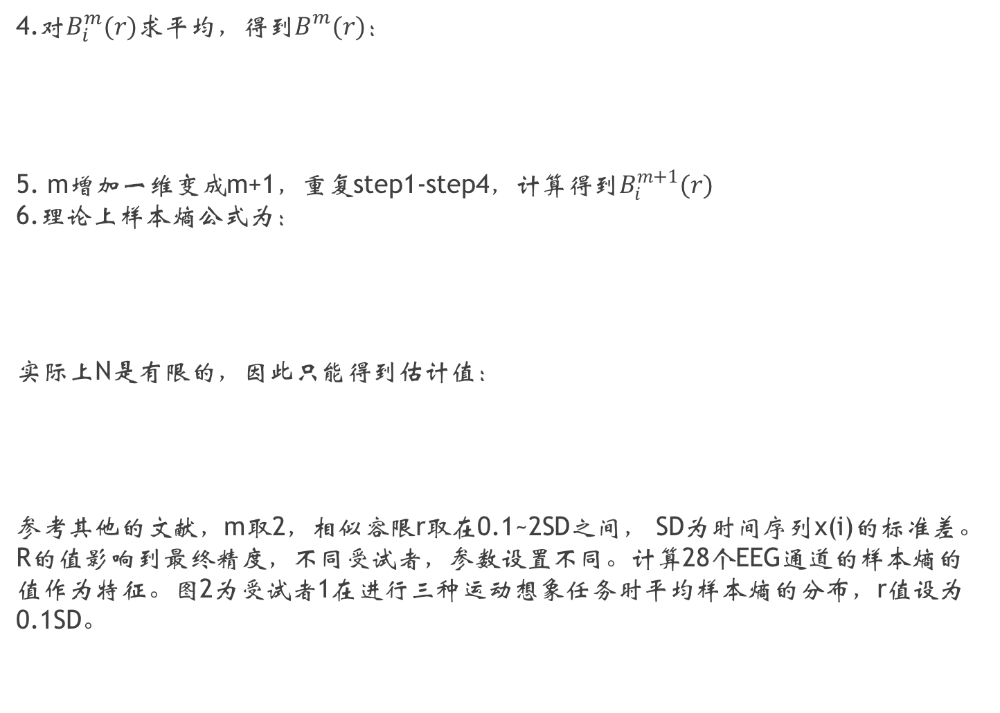 4.对B_i^m(r)求平均，得到B^m(r)：
5. m增加一维变成m+1，重复step1-step4，计算得到B_i^{m+1}(r)
6.理论上样本熵公式为：
实际上N是有限的，因此只能得到估计值：
参考其他的文献，m取2，相似容限r取在0.1~2SD之间， SD为时间序列x(i)的标准差。
R的值影响到最终精度，不同受试者，参数设置不同。计算28个EEG通道的样本熵的
值作为特征。图2为受试者1在进行三种运动想象任务时平均样本熵的分布，r值设为
0.1SD。